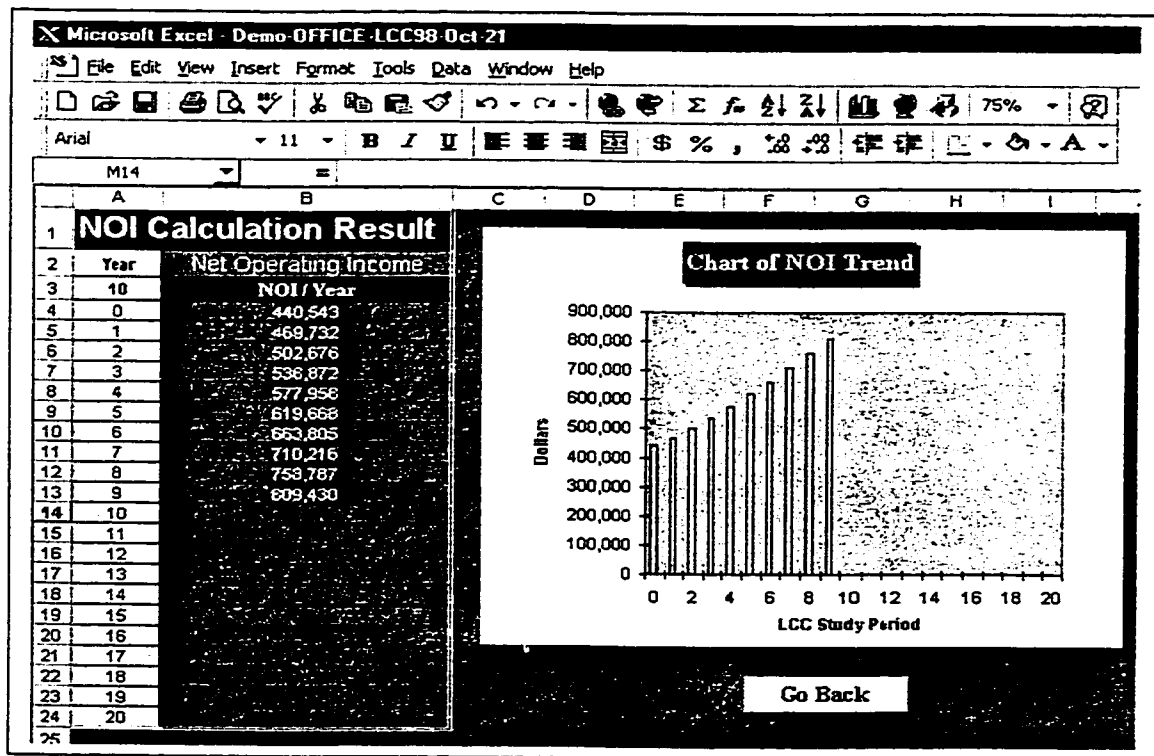 Microsoft Excel - Demo-OFFICE-LCC98-Oct-21
File Edit View Insert Format Tools Data Window Help
75%
Arial 11 B I U $ % ,
M14 =
A B C D E F G H I
1 NOI Calculation Result
2 Year Net Operating Income
3 10 NOI / Year
4 0 440,543
5 1 469,732
6 2 502,676
7 3 536,872
8 4 577,956
9 5 619,668
10 6 663,805
11 7 710,216
12 8 758,787
13 9 809,430
14 10
15 11
16 12
17 13
18 14
19 15
20 16
21 17
22 18
23 19
24 20
25
Chart of NOI Trend
900,000
800,000
700,000
600,000
500,000
400,000
300,000
200,000
100,000
0
Dollars
0 2 4 6 8 10 12 14 16 18 20
LCC Study Period
Go Back